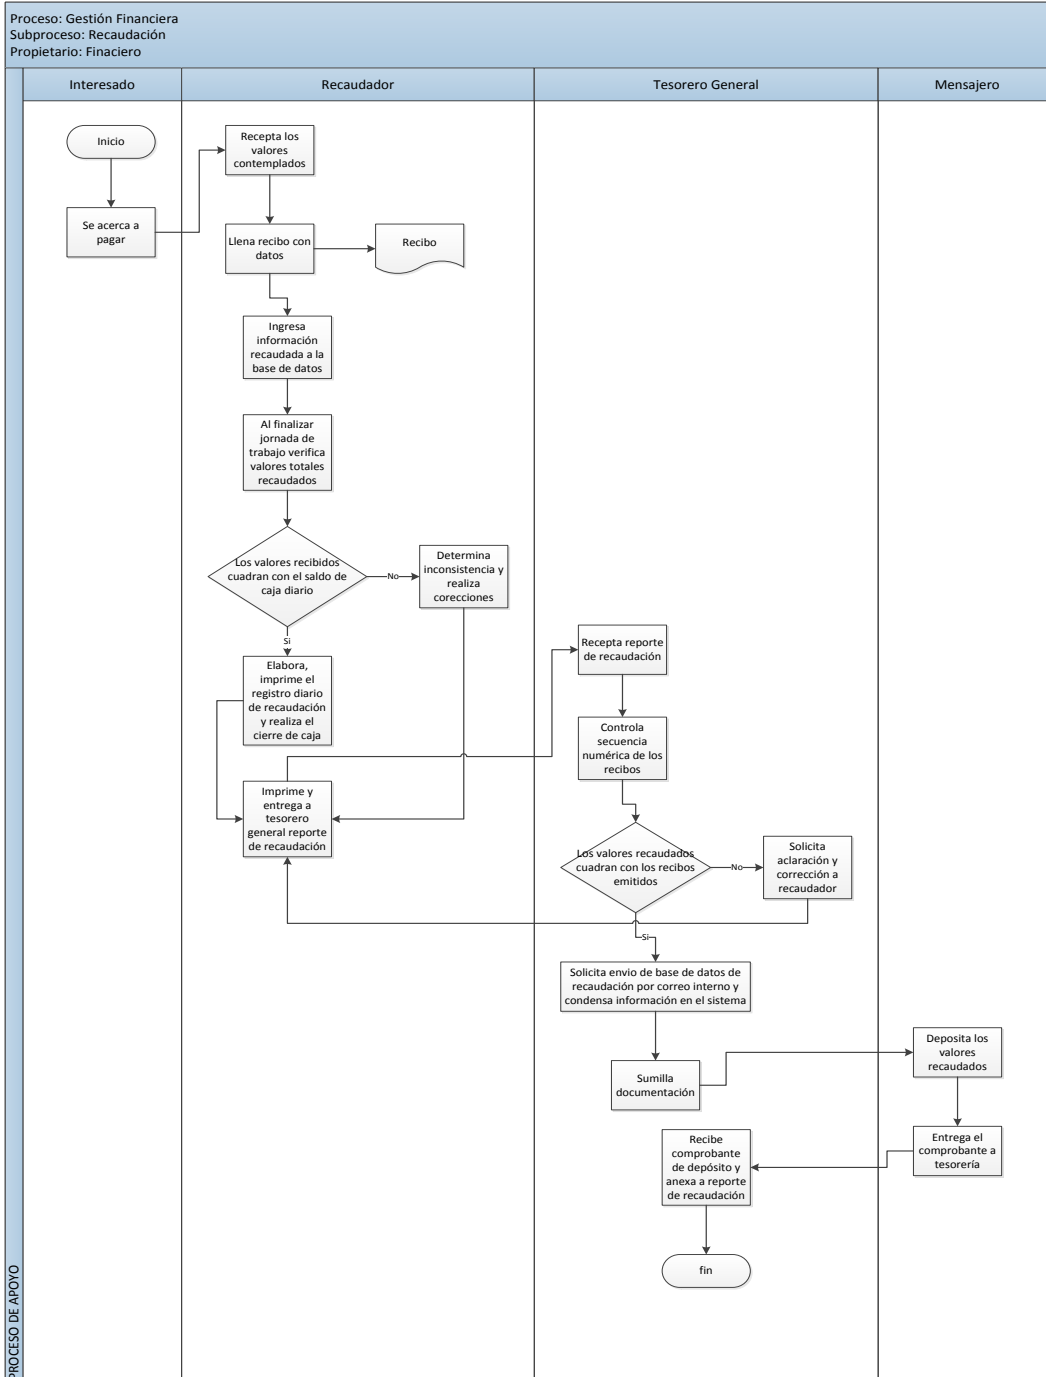 Proceso: Gestión Financiera
Subproceso: Recaudación
Propietario: Finaciero
Interesado
Recaudador
Tesorero General
Mensajero
Inicio
Se acerca a
pagar
Recepta los
valores
contemplados
Llena recibo con
datos
Recibo
Ingresa
información
recaudada a la
base de datos
Al finalizar
jornada de
trabajo verifica
valores totales
recaudados
Los valores recibidos
cuadran con el saldo de
caja diario
No
Determina
inconsistencia y
realiza
corecciones
Si
Elabora,
imprime el
registro diario
de recaudación
y realiza el
cierre de caja
Imprime y
entrega a
tesorero
general reporte
de recaudación
Recepta reporte
de recaudación
Controla
secuencia
numérica de los
recibos
Los valores recaudados
cuadran con los recibos
emitidos
No
Solicita
aclaración y
corrección a
recaudador
Si
Solicita envio de base de datos de
recaudación por correo interno y
condensa información en el sistema
Sumilla
documentación
Deposita los
valores
recaudados
Entrega el
comprobante a
tesorería
Recibe
comprobante
de depósito y
anexa a reporte
de recaudación
fin
PROCESO DE APOYO